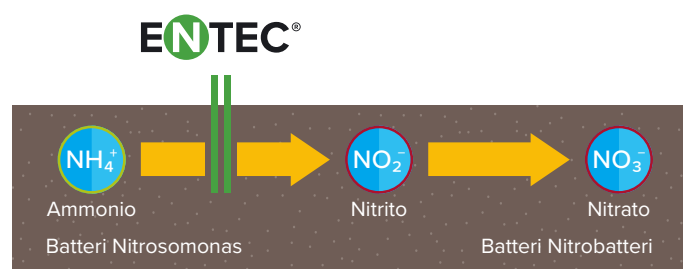 ENTEC®
NH₄⁺ NO₂⁻ NO₃⁻
Ammonio Nitrito Nitrato
Batteri Nitrosomonas Batteri Nitrobatteri